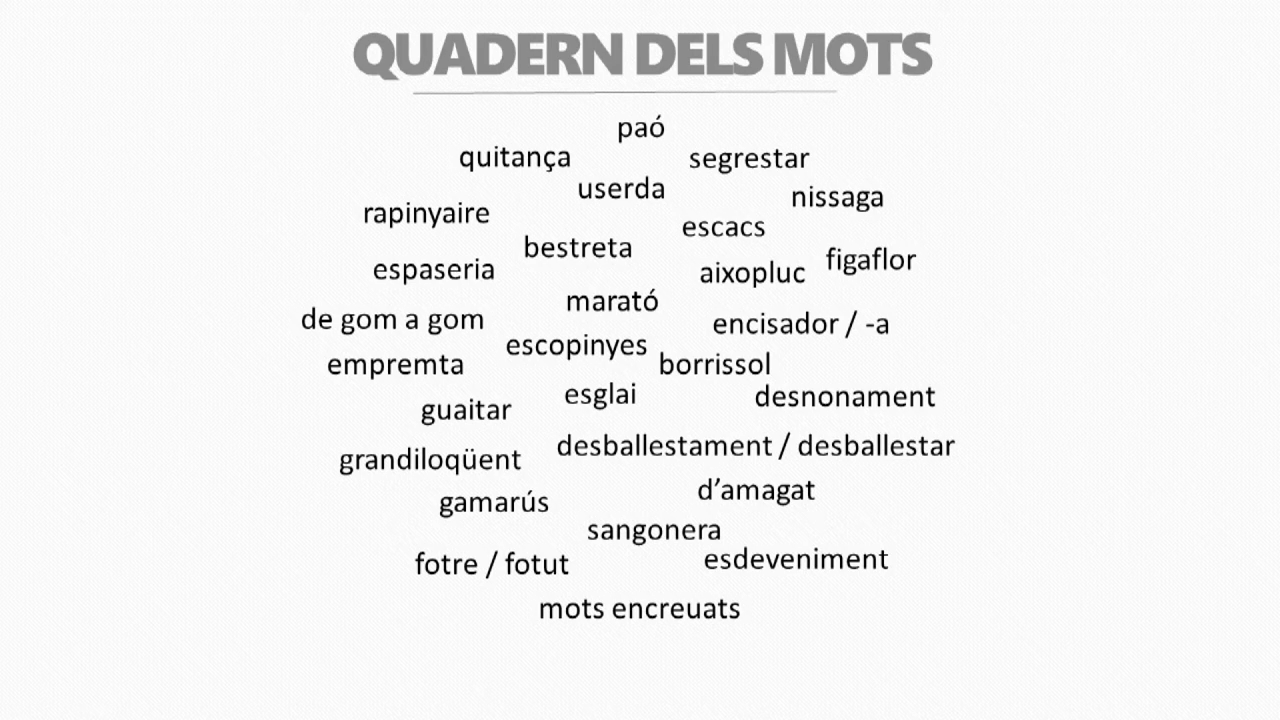 QUADERN DELS MOTS
paó
quitança
segrestar
userda
nissaga
rapinyaire
escacs
bestreta
figaflor
espaseria
aixopluc
marató
de gom a gom
encisador / -a
escopinyes
empremta
borrissol
esglai
desnonament
guaitar
desballestament / desballestar
grandiloqüent
d’amagat
gamarús
sangonera
esdeveniment
fotre / fotut
mots encreuats